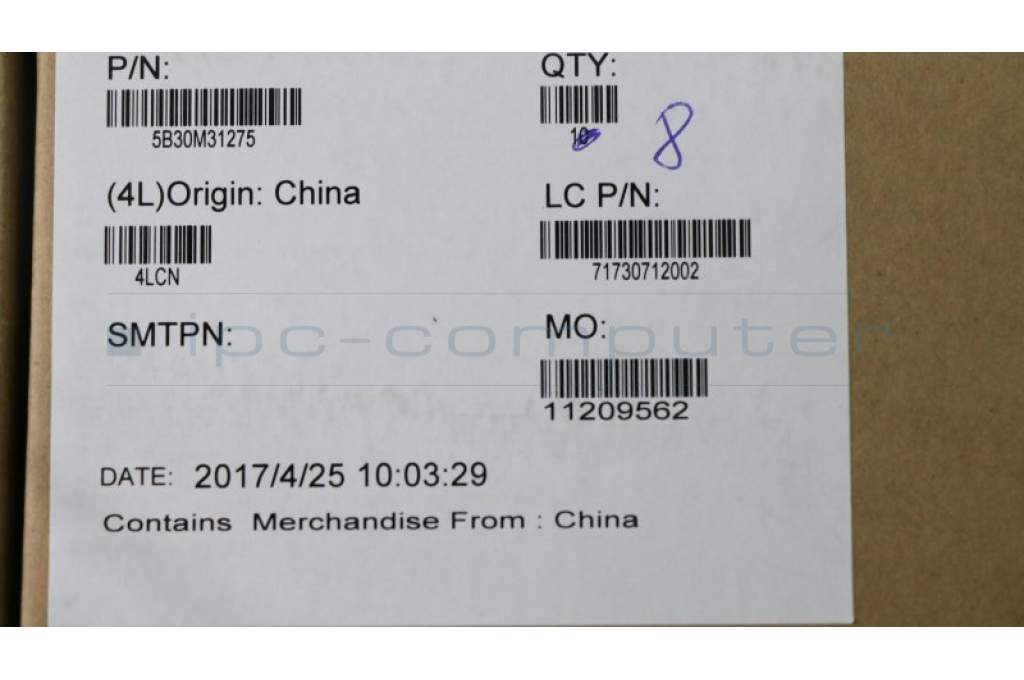 P/N: QTY:
5B30M31275 10 8
(4L)Origin: China LC P/N:
4LCN 71730712002
SMTPN: MO:
ipc-computer
11209562
DATE: 2017/4/25 10:03:29
Contains Merchandise From : China